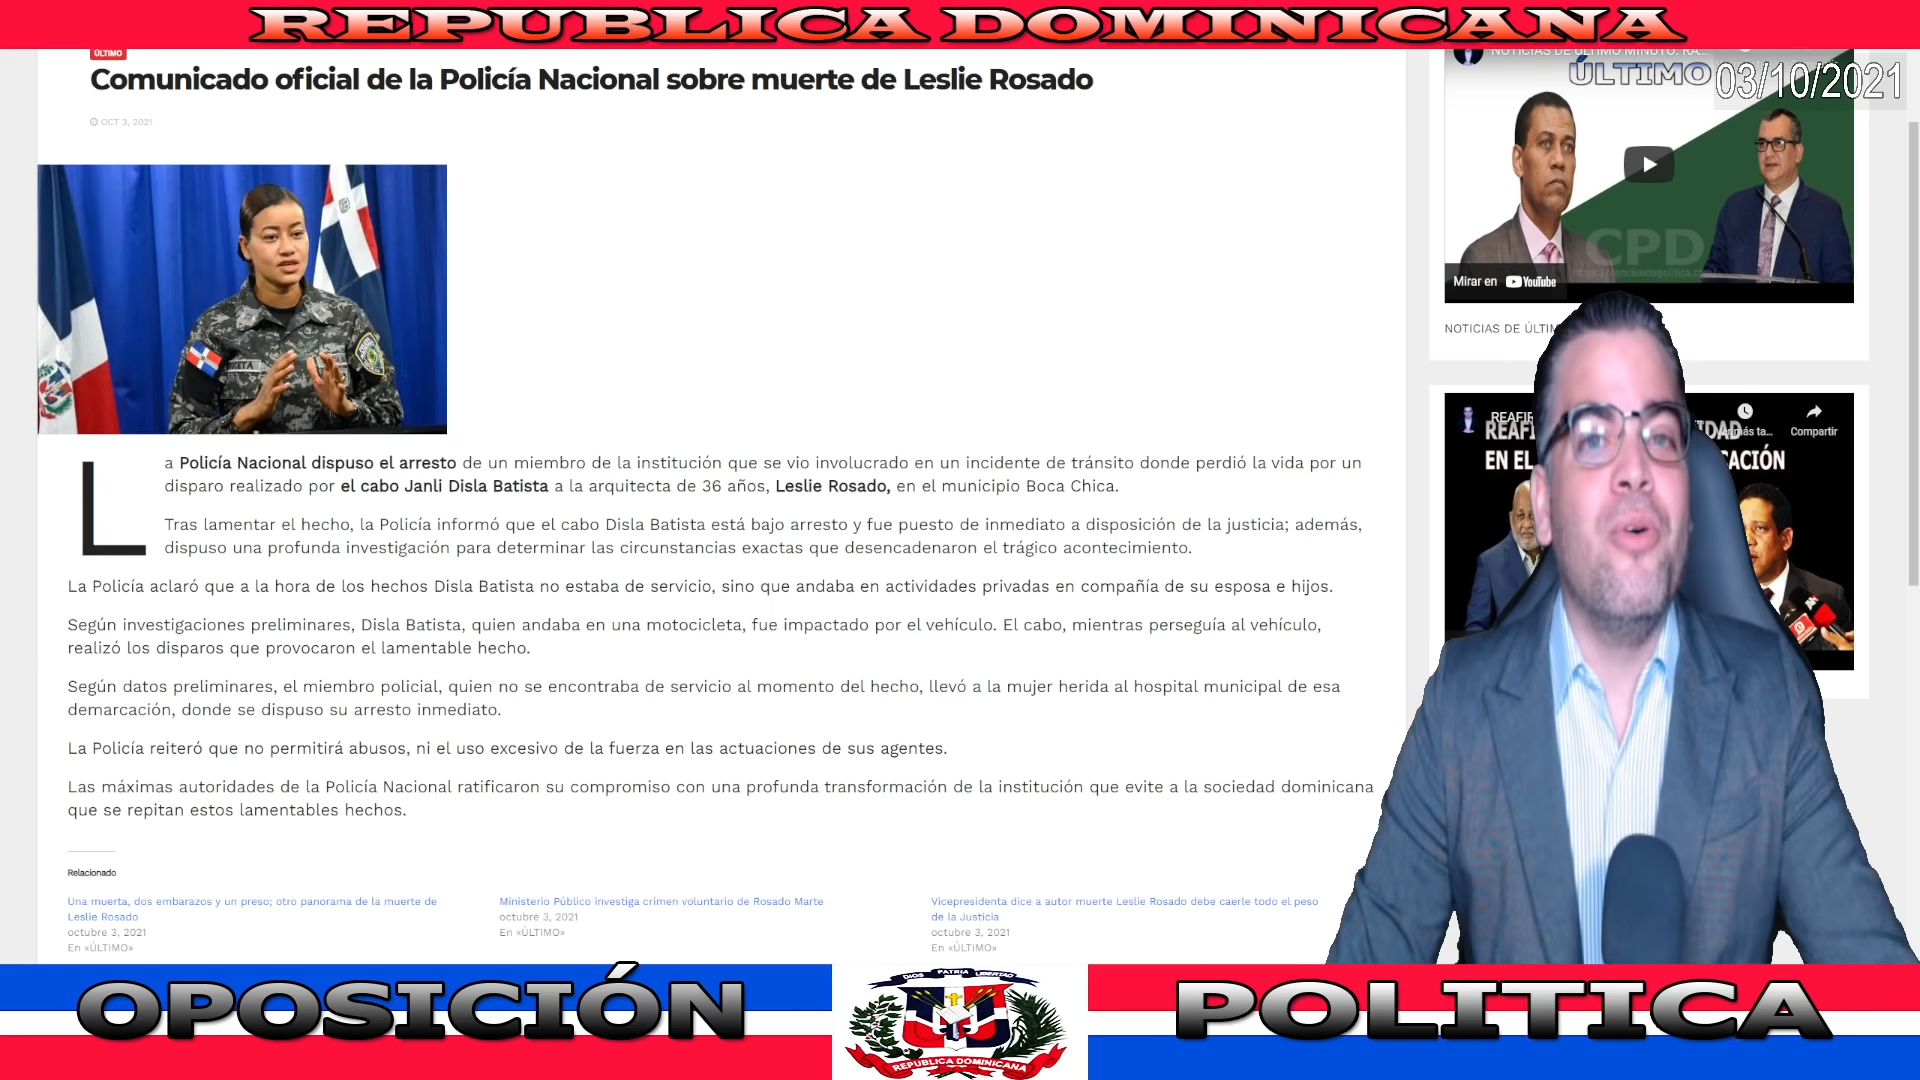 REPUBLICA DOMINICANA
ÚLTIMO
Comunicado oficial de la Policía Nacional sobre muerte de Leslie Rosado
OCT 3, 2021
La Policía Nacional dispuso el arresto de un miembro de la institución que se vio involucrado en un incidente de tránsito donde perdió la vida por un
disparo realizado por el cabo Janli Disla Batista a la arquitecta de 36 años, Leslie Rosado, en el municipio Boca Chica.
Tras lamentar el hecho, la Policía informó que el cabo Disla Batista está bajo arresto y fue puesto de inmediato a disposición de la justicia; además,
dispuso una profunda investigación para determinar las circunstancias exactas que desencadenaron el trágico acontecimiento.
La Policía aclaró que a la hora de los hechos Disla Batista no estaba de servicio, sino que andaba en actividades privadas en compañía de su esposa e hijos.
Según investigaciones preliminares, Disla Batista, quien andaba en una motocicleta, fue impactado por el vehículo. El cabo, mientras perseguía al vehículo,
realizó los disparos que provocaron el lamentable hecho.
Según datos preliminares, el miembro policial, quien no se encontraba de servicio al momento del hecho, llevó a la mujer herida al hospital municipal de esa
demarcación, donde se dispuso su arresto inmediato.
La Policía reiteró que no permitirá abusos, ni el uso excesivo de la fuerza en las actuaciones de sus agentes.
Las máximas autoridades de la Policía Nacional ratificaron su compromiso con una profunda transformación de la institución que evite a la sociedad dominicana
que se repitan estos lamentables hechos.
Relacionado
Una muerta, dos embarazos y un preso; otro panorama de la muerte de
Leslie Rosado
octubre 3, 2021
En «ÚLTIMO»
Ministerio Público investiga crimen voluntario de Rosado Marte
octubre 3, 2021
En «ÚLTIMO»
Vicepresidenta dice a autor muerte Leslie Rosado debe caerle todo el peso
de la Justicia
octubre 3, 2021
En «ÚLTIMO»
NOTICIAS DE ÚLTIMO MINUTO: RA...
ÚLTIMO
03/10/2021
CPD
Mirar en YouTube
NOTICIAS DE ÚLTIM
REAFIR
Compartir
REAFI IDAD
EN EL CACIÓN
OPOSICIÓN
DIOS PATRIA LIBERTAD
REPUBLICA DOMINICANA
POLITICA